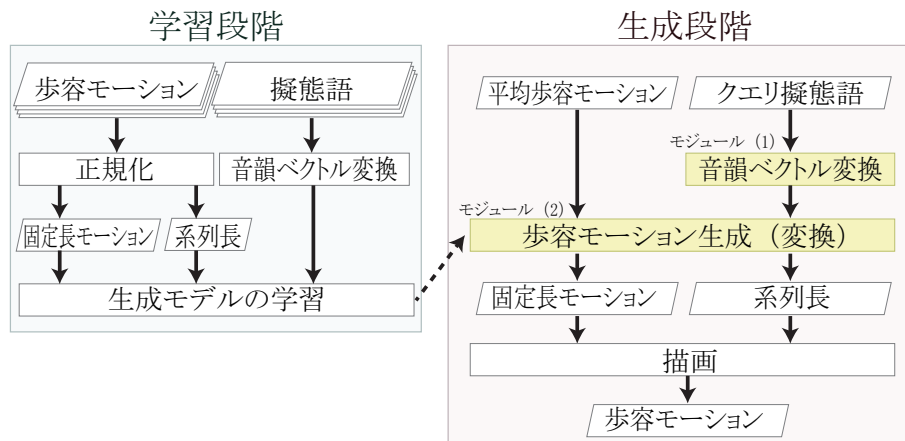 学習段階
歩容モーション
擬態語
正規化
音韻ベクトル変換
固定長モーション
系列長
生成モデルの学習
生成段階
平均歩容モーション
クエリ擬態語
モジュール (1)
音韻ベクトル変換
モジュール (2)
歩容モーション生成 (変換)
固定長モーション
系列長
描画
歩容モーション